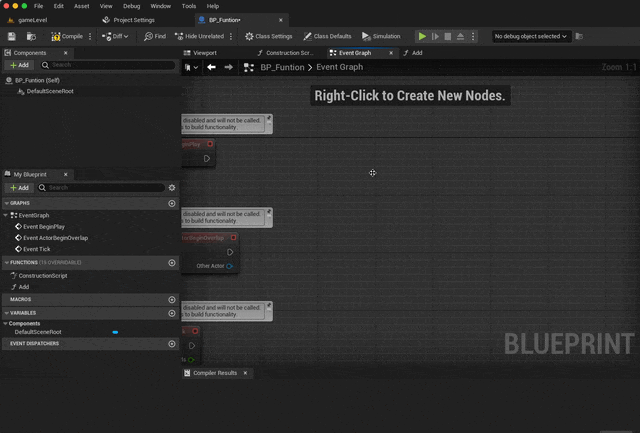 File Edit Asset View Debug Window Tools Help
gameLevel Project Settings BP_Funtion•
Compile Diff Find Hide Unrelated Class Settings Class Defaults Simulation No debug object selected
Components Viewport Construction Scr... Event Graph Add
Add Search BP_Funtion > Event Graph Zoom 1:1
BP_Funtion (Self)
DefaultSceneRoot
Right-Click to Create New Nodes.
disabled and will not be called.
to build functionality.
My Blueprint
Add Search
GRAPHS
EventGraph
Event BeginPlay
Event ActorBeginOverlap
Event Tick
disabled and will not be called.
to build functionality.
Other Actor
FUNCTIONS (18 OVERRIDABLE)
ConstructionScript
Add
MACROS
VARIABLES
Components
DefaultSceneRoot
EVENT DISPATCHERS
disabled and will not be called.
to build functionality.
BLUEPRINT
Compiler Results